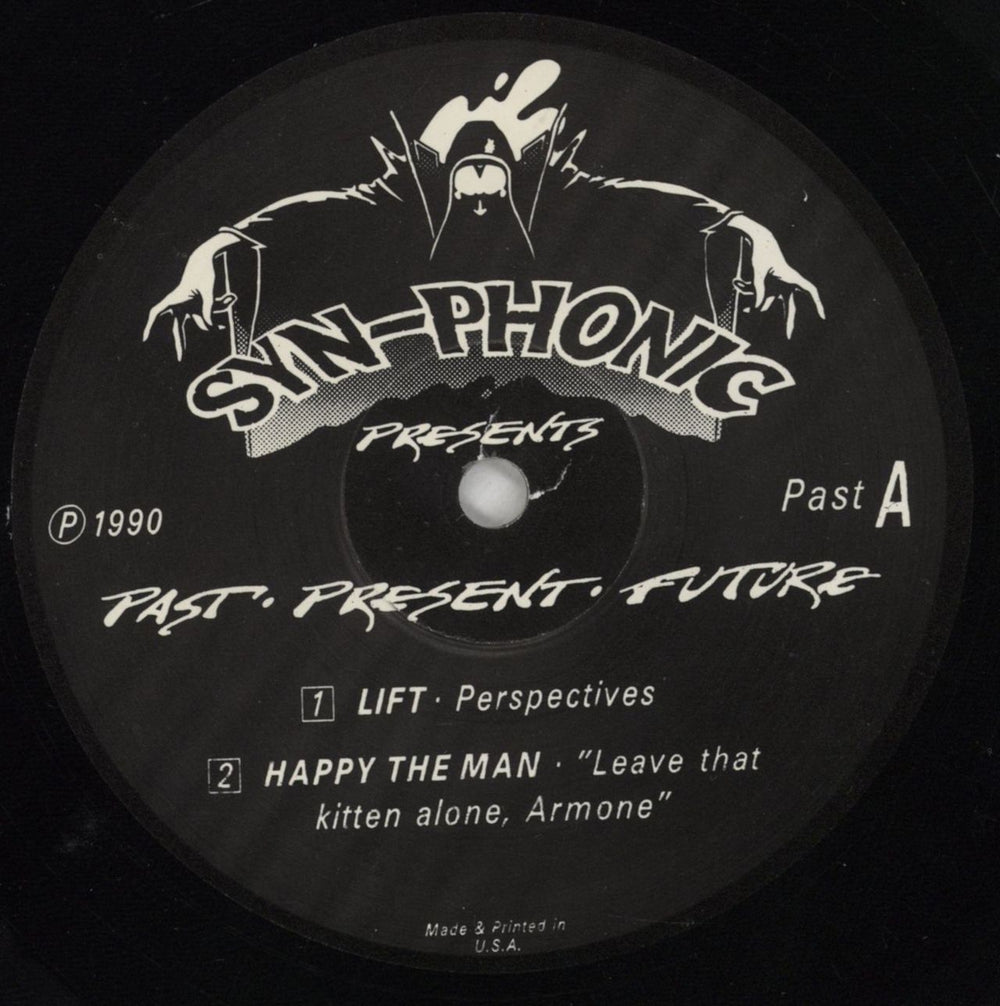 SYN-PHONIC
PRESENTS
Ⓟ 1990
Past A
PAST · PRESENT · FUTURE
1 LIFT · Perspectives
2 HAPPY THE MAN · "Leave that
kitten alone, Armone"
Made & Printed in
U.S.A.